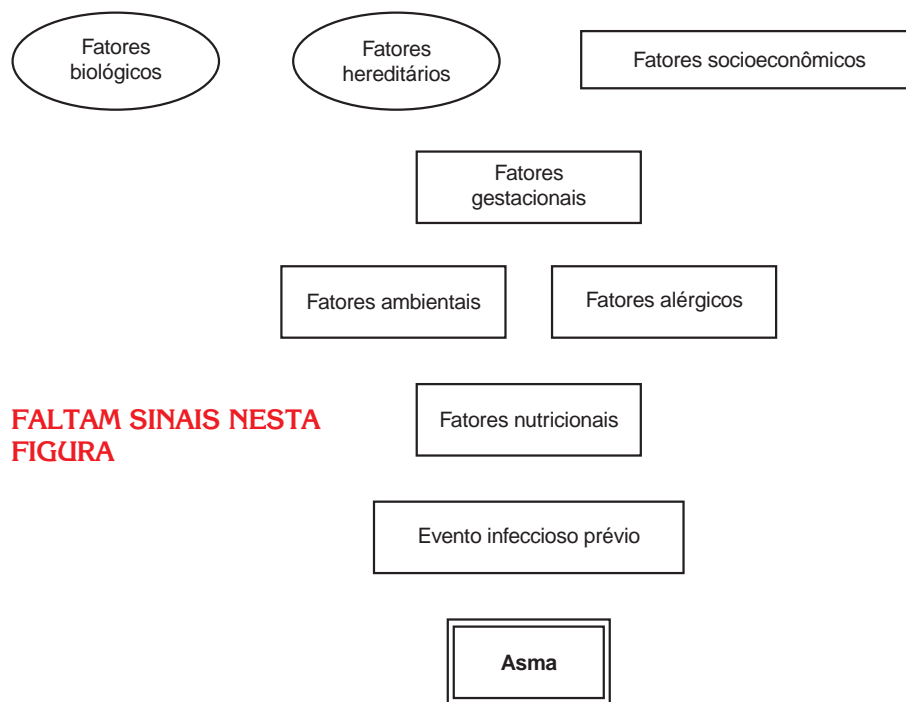 Fatores
biológicos
Fatores
hereditários
Fatores socioeconômicos
Fatores
gestacionais
Fatores ambientais
Fatores alérgicos
FALTAM SINAIS NESTA
FIGURA
Fatores nutricionais
Evento infeccioso prévio
Asma